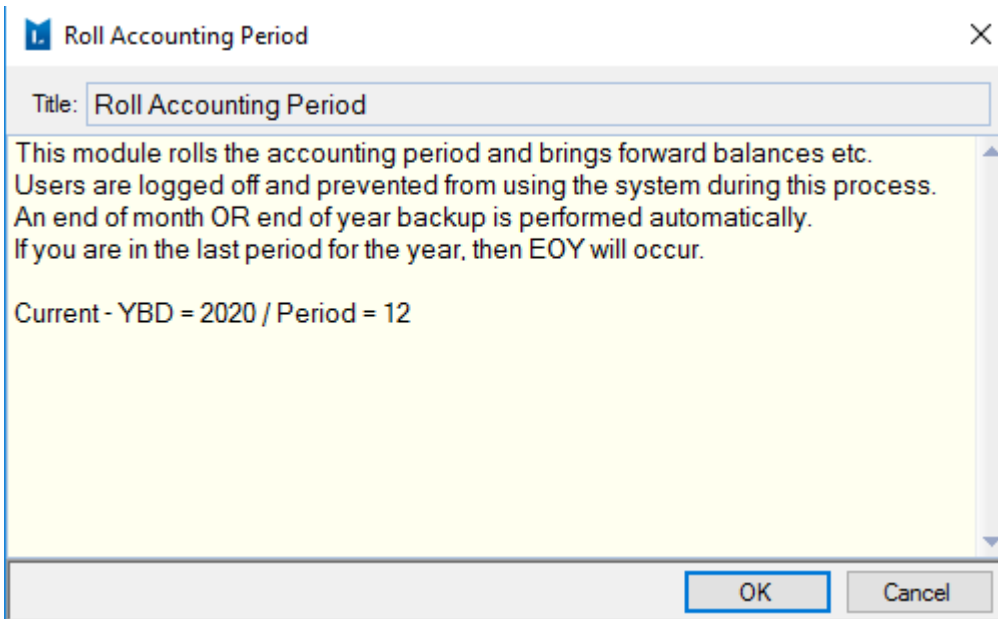 L
Roll Accounting Period
Title: Roll Accounting Period
This module rolls the accounting period and brings forward balances etc.
Users are logged off and prevented from using the system during this process.
An end of month OR end of year backup is performed automatically.
If you are in the last period for the year, then EOY will occur.
Current - YBD = 2020 / Period = 12
OK Cancel